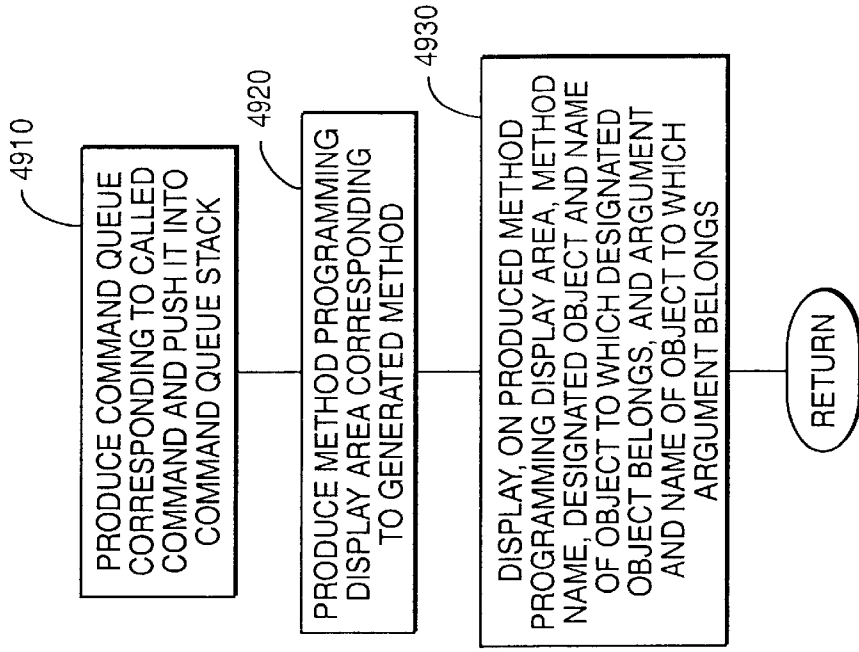 4910
PRODUCE COMMAND QUEUE
CORRESPONDING TO CALLED
COMMAND AND PUSH IT INTO
COMMAND QUEUE STACK
4920
PRODUCE METHOD PROGRAMMING
DISPLAY AREA CORRESPONDING
TO GENERATED METHOD
4930
DISPLAY, ON PRODUCED METHOD
PROGRAMMING DISPLAY AREA, METHOD
NAME, DESIGNATED OBJECT AND NAME
OF OBJECT TO WHICH DESIGNATED
OBJECT BELONGS, AND ARGUMENT
AND NAME OF OBJECT TO WHICH
ARGUMENT BELONGS
RETURN